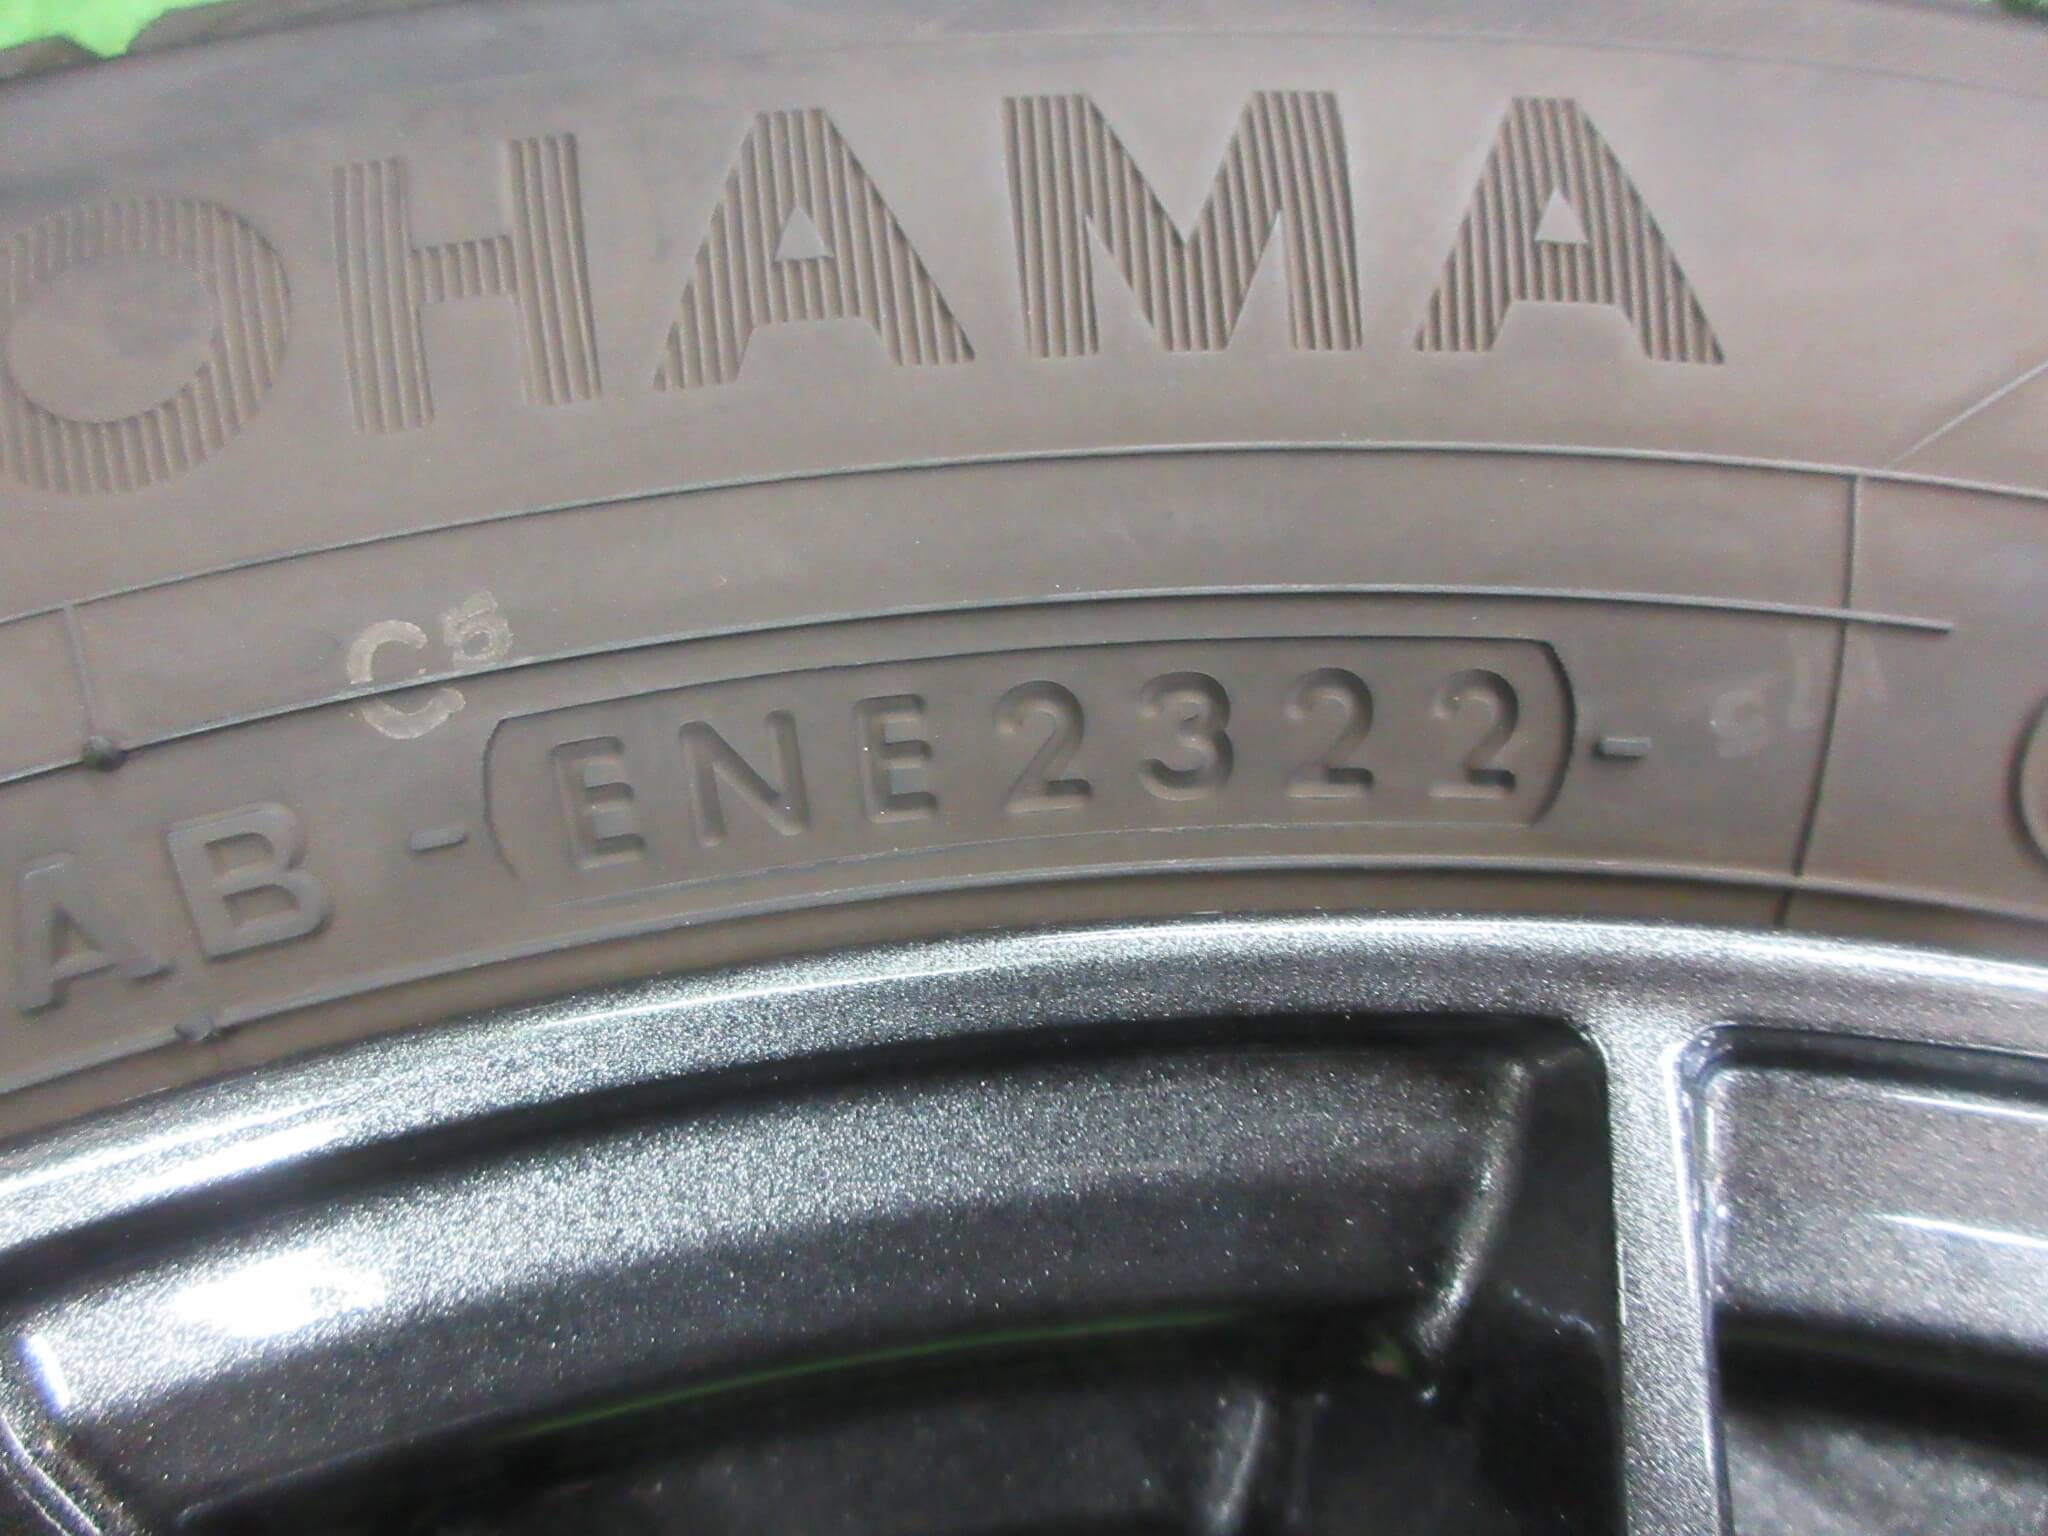 OHAMA
C5
AB -(ENE2322)-